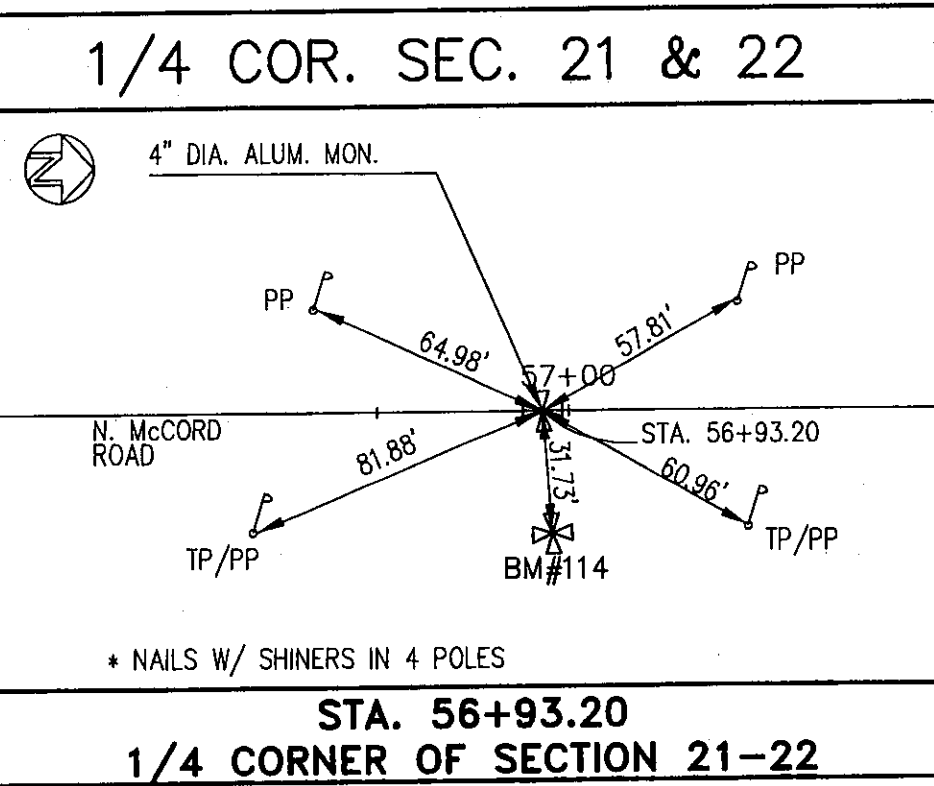 1/4 COR. SEC. 21 & 22
N
4" DIA. ALUM. MON.
PP
PP
64.98'
57.81'
57+00
N. McCORD
ROAD
STA. 56+93.20
81.88'
31.73'
60.96'
TP/PP
TP/PP
BM#114
* NAILS W/ SHINERS IN 4 POLES
STA. 56+93.20
1/4 CORNER OF SECTION 21-22